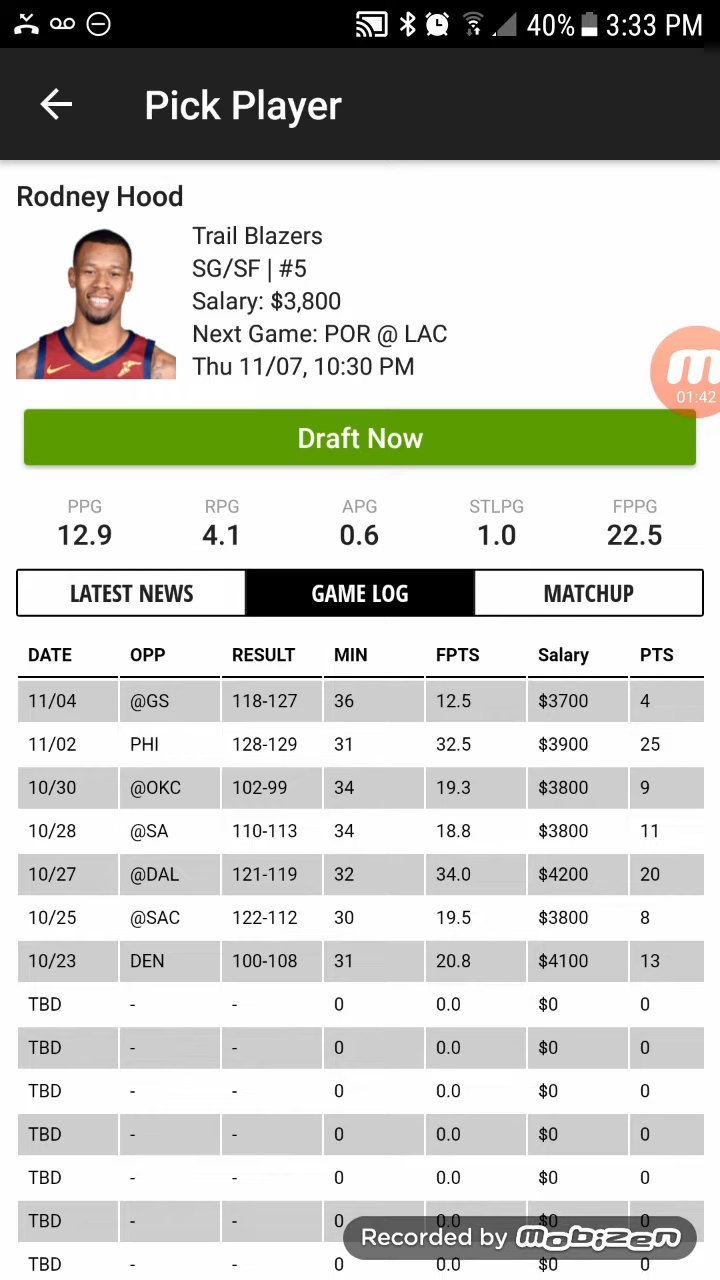 40% 3:33 PM
Pick Player
Rodney Hood
Trail Blazers
SG/SF | #5
Salary: $3,800
Next Game: POR @ LAC
Thu 11/07, 10:30 PM
01:42
Draft Now
PPG RPG APG STLPG FPPG
12.9 4.1 0.6 1.0 22.5
LATEST NEWS GAME LOG MATCHUP
DATE OPP RESULT MIN FPTS Salary PTS
11/04 @GS 118-127 36 12.5 $3700 4
11/02 PHI 128-129 31 32.5 $3900 25
10/30 @OKC 102-99 34 19.3 $3800 9
10/28 @SA 110-113 34 18.8 $3800 11
10/27 @DAL 121-119 32 34.0 $4200 20
10/25 @SAC 122-112 30 19.5 $3800 8
10/23 DEN 100-108 31 20.8 $4100 13
TBD - - 0 0.0 $0 0
TBD - - 0 0.0 $0 0
TBD - - 0 0.0 $0 0
TBD - - 0 0.0 $0 0
TBD - - 0 0.0 $0 0
TBD - - 0 0.0 $0 0
Recorded by mobizen
TBD - - 0 0.0 $0 0